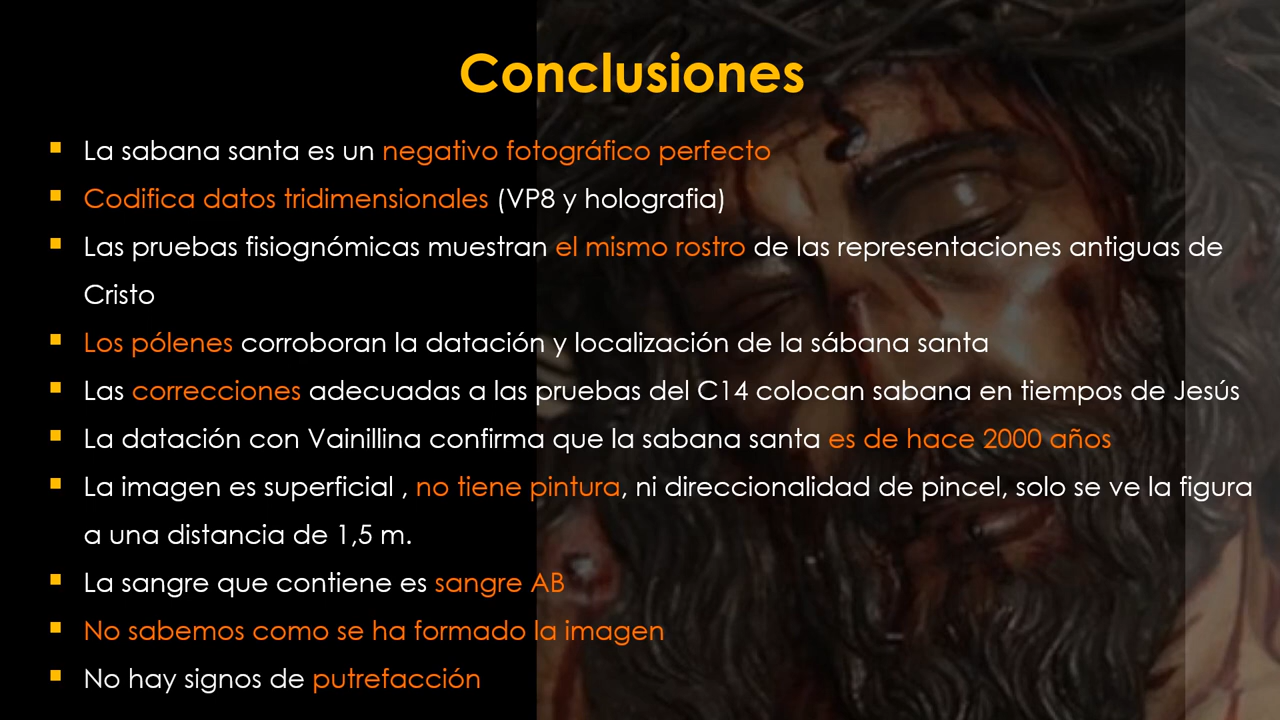 Conclusiones
La sabana santa es un negativo fotográfico perfecto
Codifica datos tridimensionales (VP8 y holografia)
Las pruebas fisiognómicas muestran el mismo rostro de las representaciones antiguas de
Cristo
Los pólenes corroboran la datación y localización de la sábana santa
Las correcciones adecuadas a las pruebas del C14 colocan sabana en tiempos de Jesús
La datación con Vainillina confirma que la sabana santa es de hace 2000 años
La imagen es superficial , no tiene pintura, ni direccionalidad de pincel, solo se ve la figura
a una distancia de 1,5 m.
La sangre que contiene es sangre AB
No sabemos como se ha formado la imagen
No hay signos de putrefacción